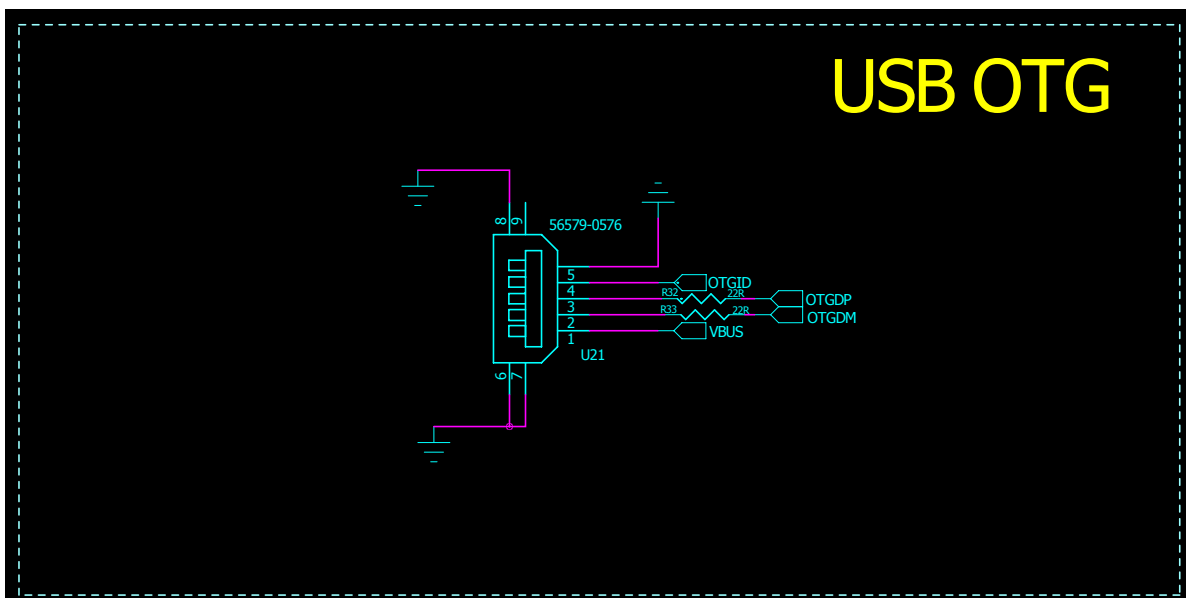 USB OTG
8
9
56579-0576
5
OTGID
4
R32
22R
OTGDP
3
R33
22R
OTGDM
2
VBUS
1
U21
6
7